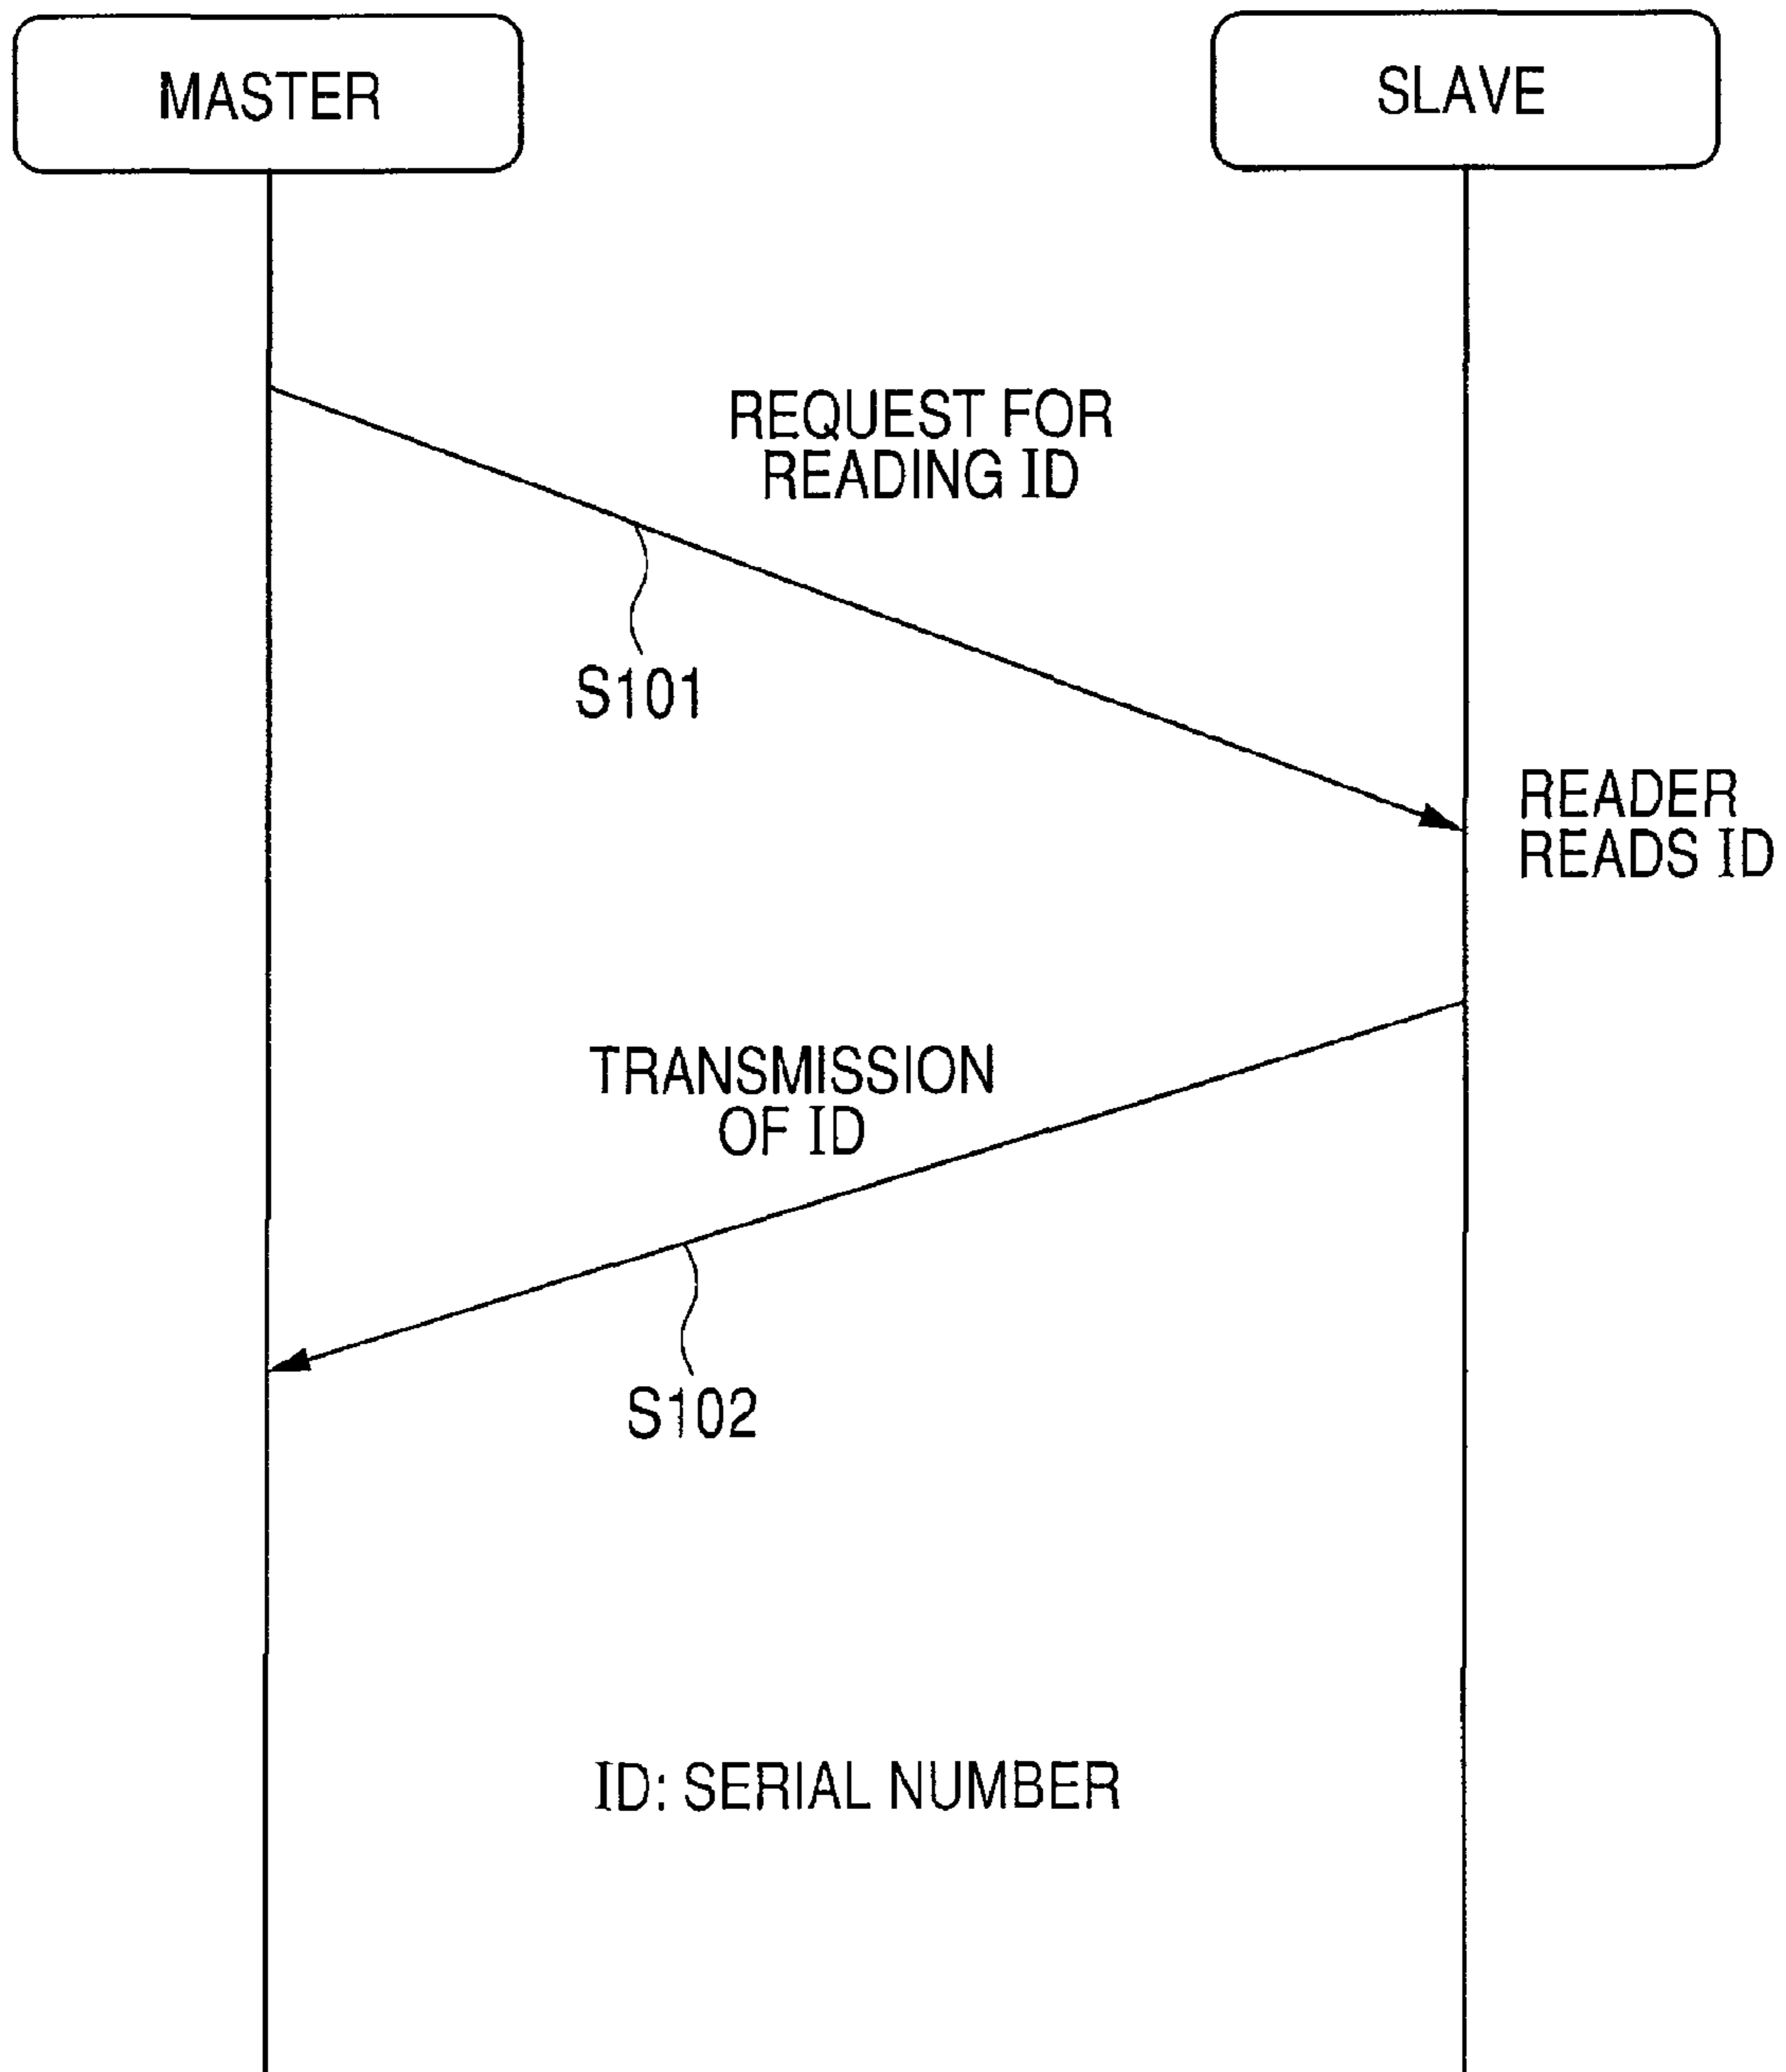 MASTER
SLAVE
REQUEST FOR
READING ID
S101
READER
READS ID
TRANSMISSION
OF ID
S102
ID: SERIAL NUMBER